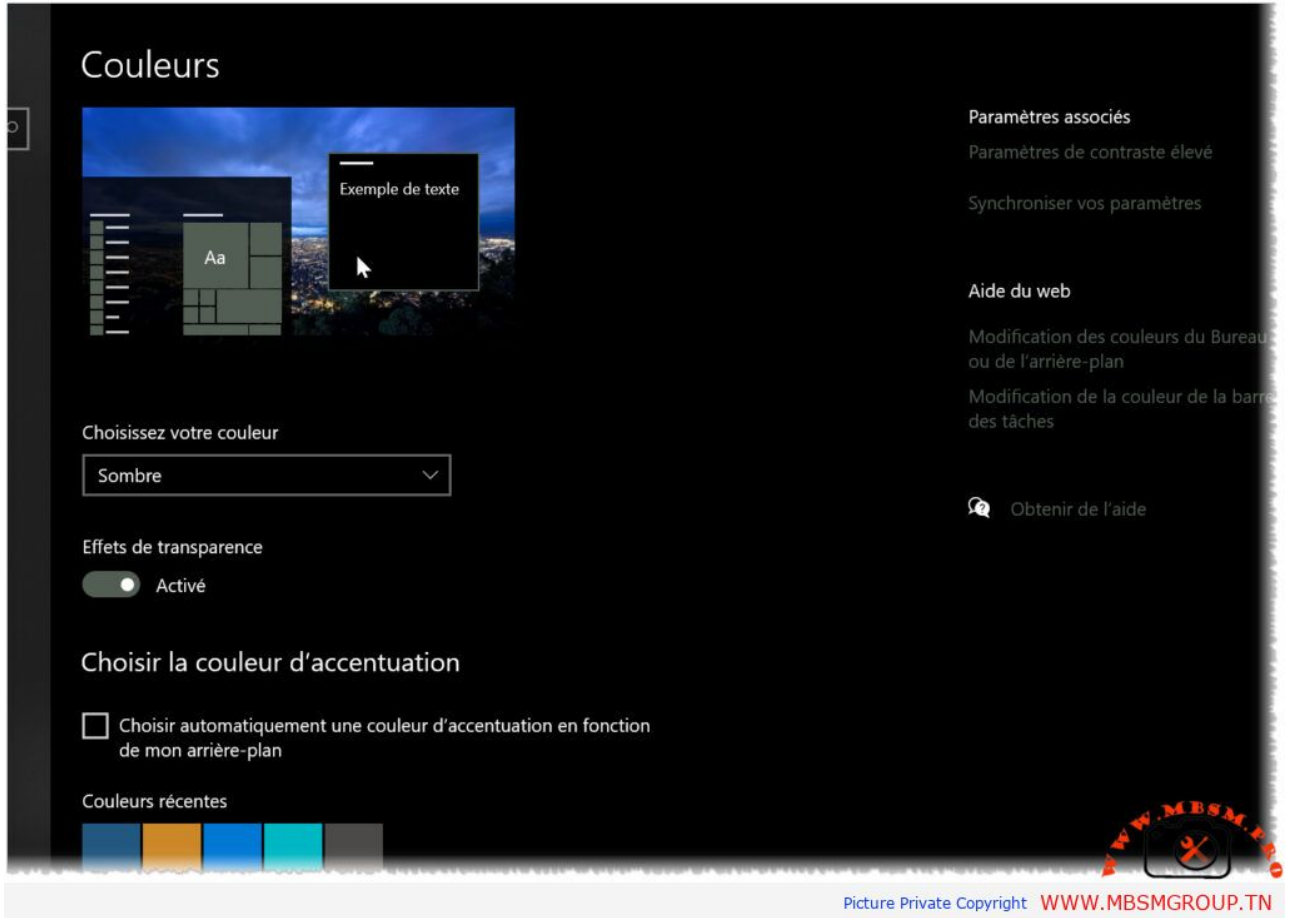 Couleurs
Exemple de texte
Aa
Choisissez votre couleur
Sombre
Effets de transparence
Activé
Choisir la couleur d'accentuation
Choisir automatiquement une couleur d'accentuation en fonction
de mon arrière-plan
Couleurs récentes
Paramètres associés
Paramètres de contraste élevé
Synchroniser vos paramètres
Aide du web
Modification des couleurs du Bureau
ou de l'arrière-plan
Modification de la couleur de la barre
des tâches
Obtenir de l'aide
WWW.MBSM.PRO
Picture Private Copyright WWW.MBSMGROUP.TN